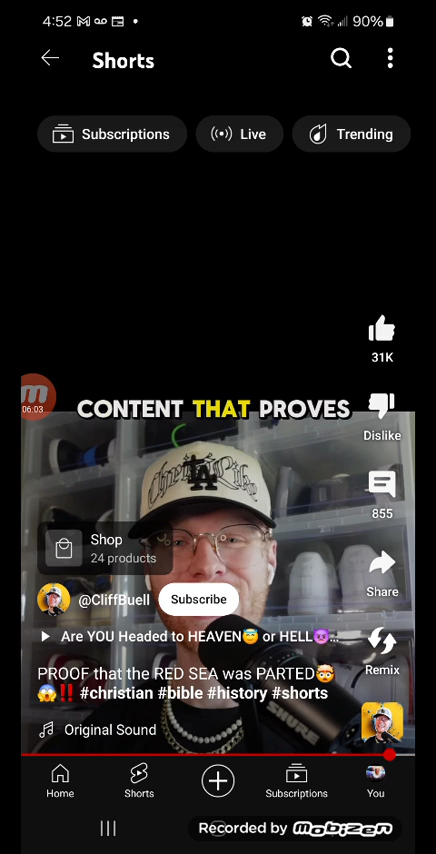 4:52
90%
Shorts
Subscriptions
Live
Trending
31K
06:03
CONTENT THAT PROVES
Dislike
855
Shop
24 products
Share
@CliffBuell
Subscribe
Are YOU Headed to HEAVEN😇 or HELL😈...
Remix
PROOF that the RED SEA was PARTED🤯
😱‼️ #christian #bible #history #shorts
SHURE
Original Sound
Home
Shorts
Subscriptions
You
Recorded by mobizen